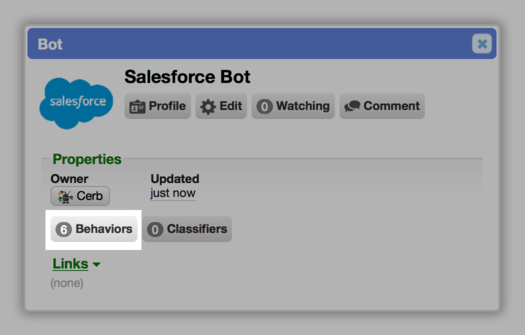 Bot
salesforce
Salesforce Bot
Profile Edit 0 Watching Comment
Properties
Owner Updated
Cerb just now
6 Behaviors 0 Classifiers
Links
(none)